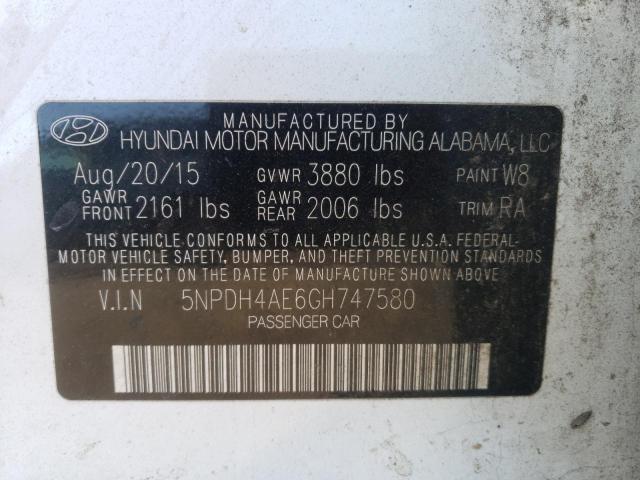 MANUFACTURED BY
HYUNDAI MOTOR MANUFACTURING ALABAMA, LLC
Aug/20/15 GVWR 3880 lbs PAINT W8
GAWR FRONT 2161 lbs GAWR REAR 2006 lbs TRIM RA
THIS VEHICLE CONFORMS TO ALL APPLICABLE U.S.A. FEDERAL-
MOTOR VEHICLE SAFETY, BUMPER, AND THEFT PREVENTION STANDARDS
IN EFFECT ON THE DATE OF MANUFACTURE SHOWN ABOVE
V.I.N 5NPDH4AE6GH747580
PASSENGER CAR